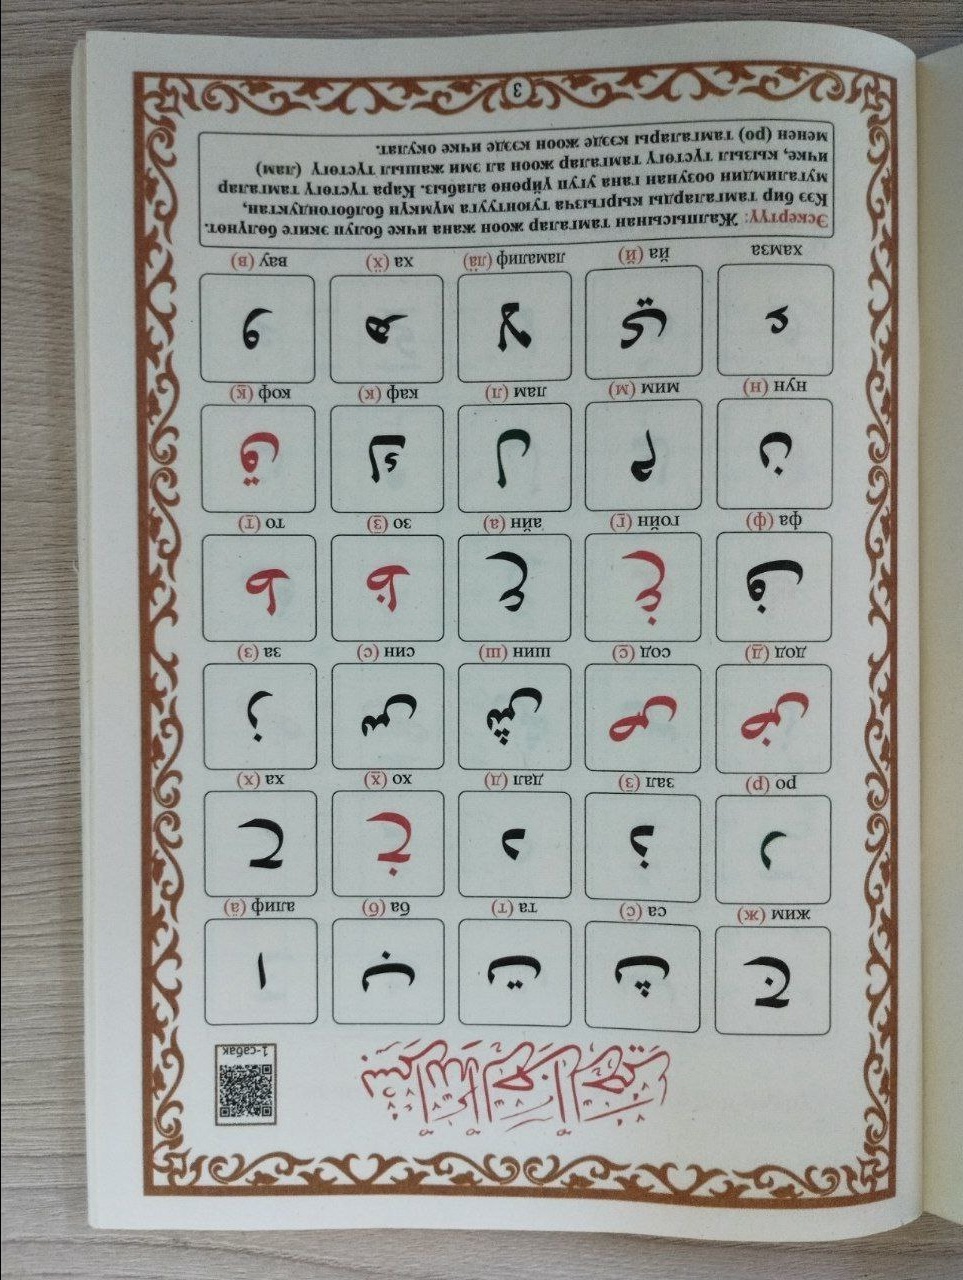 بِسْمِ ٱللَّهِ ٱلرَّحْمَٰنِ ٱلرَّحِيمِ
1-сабак
ا ب ت ث ج
алиф (ӓ) ба (б) та (т) са (с̄) жим (ж)
ح خ د ذ ر
ха (х) хо (х̲) дал (д) зал (з̄) ро (р)
ز س ش ص ض
за (з) син (с) шин (ш) сод (с̲) дод (д̲)
ط ظ ع غ ف
то (т̲) зо (з̲̄) айн (а) гойн (г̲) фа (ф)
ق ك ل م ن
коф (к̲) каф (к) лам (л) мим (м) нун (н)
و ه لا ي ء
вау (в) ха (х̈) ламалиф (лӓ) йа (й) хамза
Эскертүү: Жалпысынан тамгалар жоон жана ичке болуп экиге бөлүнөт.
Кээ бир тамгаларды кыргызча туюнтууга мүмкүн болбогондуктан,
мугалимдин оозунан гана угуп үйрөнө алабыз. Кара түстөгү тамгалар
ичке, кызыл түстөгү тамгалар жоон ал эми жашыл түстөгү (лам)
менен (ро) тамгалары кээде жоон кээде ичке окулат.
3